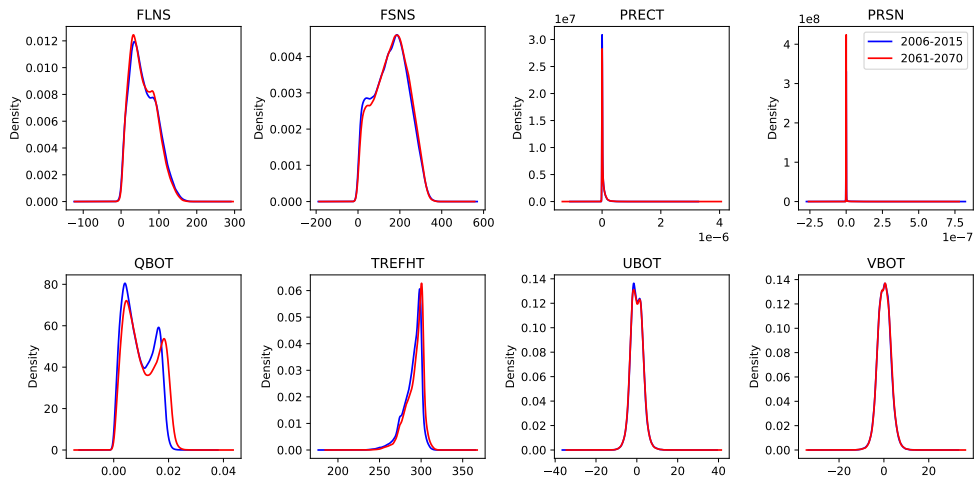 FLNS
FSNS
PRECT
PRSN
1e7
1e8
Density
0.012
0.010
0.008
0.006
0.004
0.002
0.000
−100 0 100 200 300
Density
0.005
0.004
0.003
0.002
0.001
0.000
−200 0 200 400 600
Density
3.0
2.5
2.0
1.5
1.0
0.5
0.0
0 2 4
1e−6
Density
4
3
2
1
0
−2.5 0.0 2.5 5.0 7.5
1e−7
2006-2015
2061-2070
QBOT
TREFHT
UBOT
VBOT
Density
80
60
40
20
0
0.00 0.02 0.04
Density
0.06
0.05
0.04
0.03
0.02
0.01
0.00
200 250 300 350
Density
0.14
0.12
0.10
0.08
0.06
0.04
0.02
0.00
−40 −20 0 20 40
Density
0.14
0.12
0.10
0.08
0.06
0.04
0.02
0.00
−20 0 20